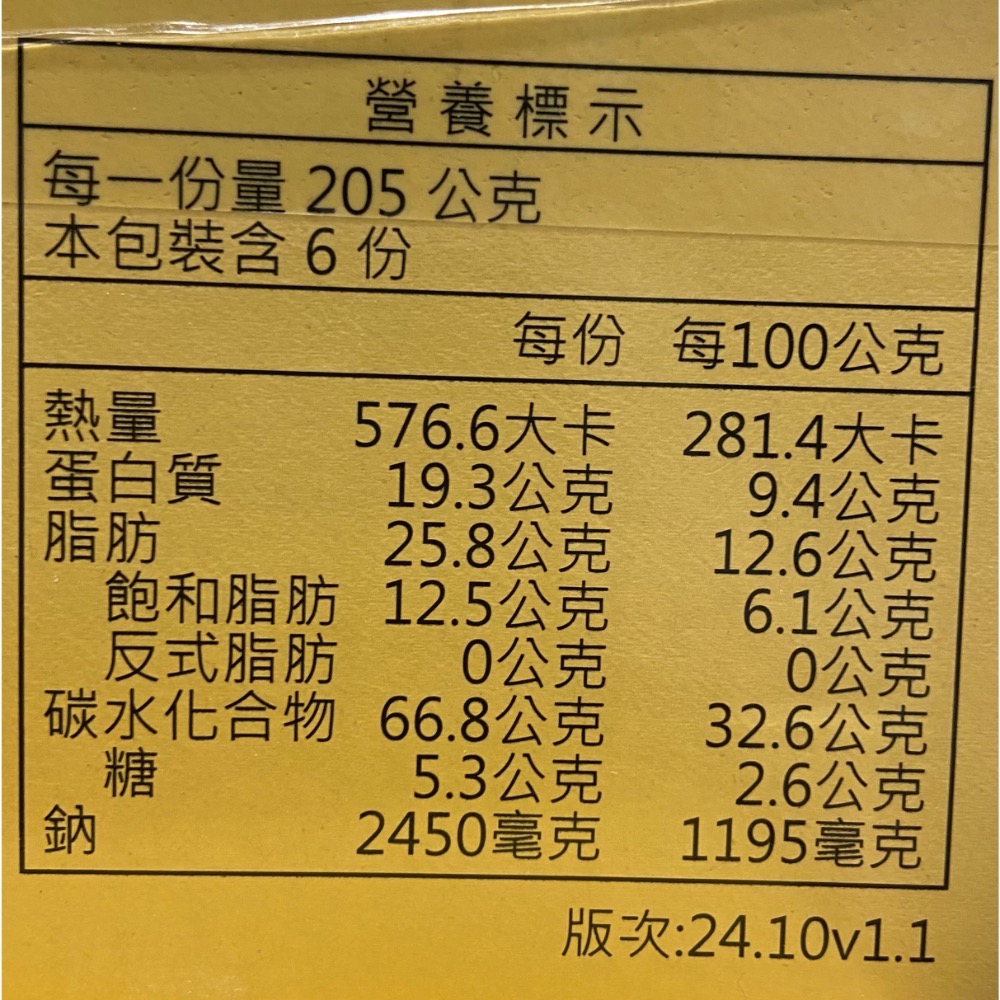 營養標示
每一份量 205 公克
本包裝含 6 份
每份 每100公克
熱量 576.6大卡 281.4大卡
蛋白質 19.3公克 9.4公克
脂肪 25.8公克 12.6公克
飽和脂肪 12.5公克 6.1公克
反式脂肪 0公克 0公克
碳水化合物 66.8公克 32.6公克
糖 5.3公克 2.6公克
鈉 2450毫克 1195毫克
版次:24.10v1.1